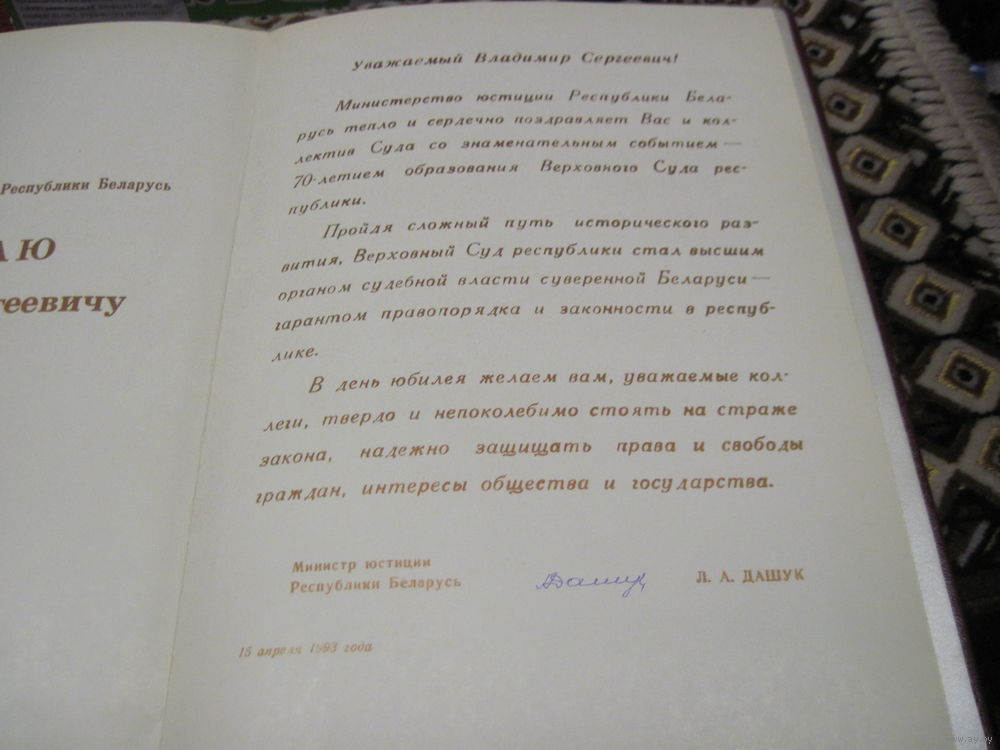 Республики Беларусь
АЮ
геевичу
Уважаемый Владимир Сергеевич!
Министерство юстиции Республики Бела-
русь тепло и сердечно поздравляет Вас и кол-
лектив Суда со знаменательным событием —
70-летием образования Верховного Суда рес-
публики.
Пройдя сложный путь исторического раз-
вития, Верховный Суд республики стал высшим
органом судебной власти суверенной Беларуси —
гарантом правопорядка и законности в респуб-
лике.
В день юбилея желаем вам, уважаемые кол-
леги, твердо и непоколебимо стоять на страже
закона, надежно защищать права и свободы
граждан, интересы общества и государства.
Министр юстиции
Республики Беларусь
Дашук
Л. А. ДАШУК
15 апреля 1993 года
www.ay.by